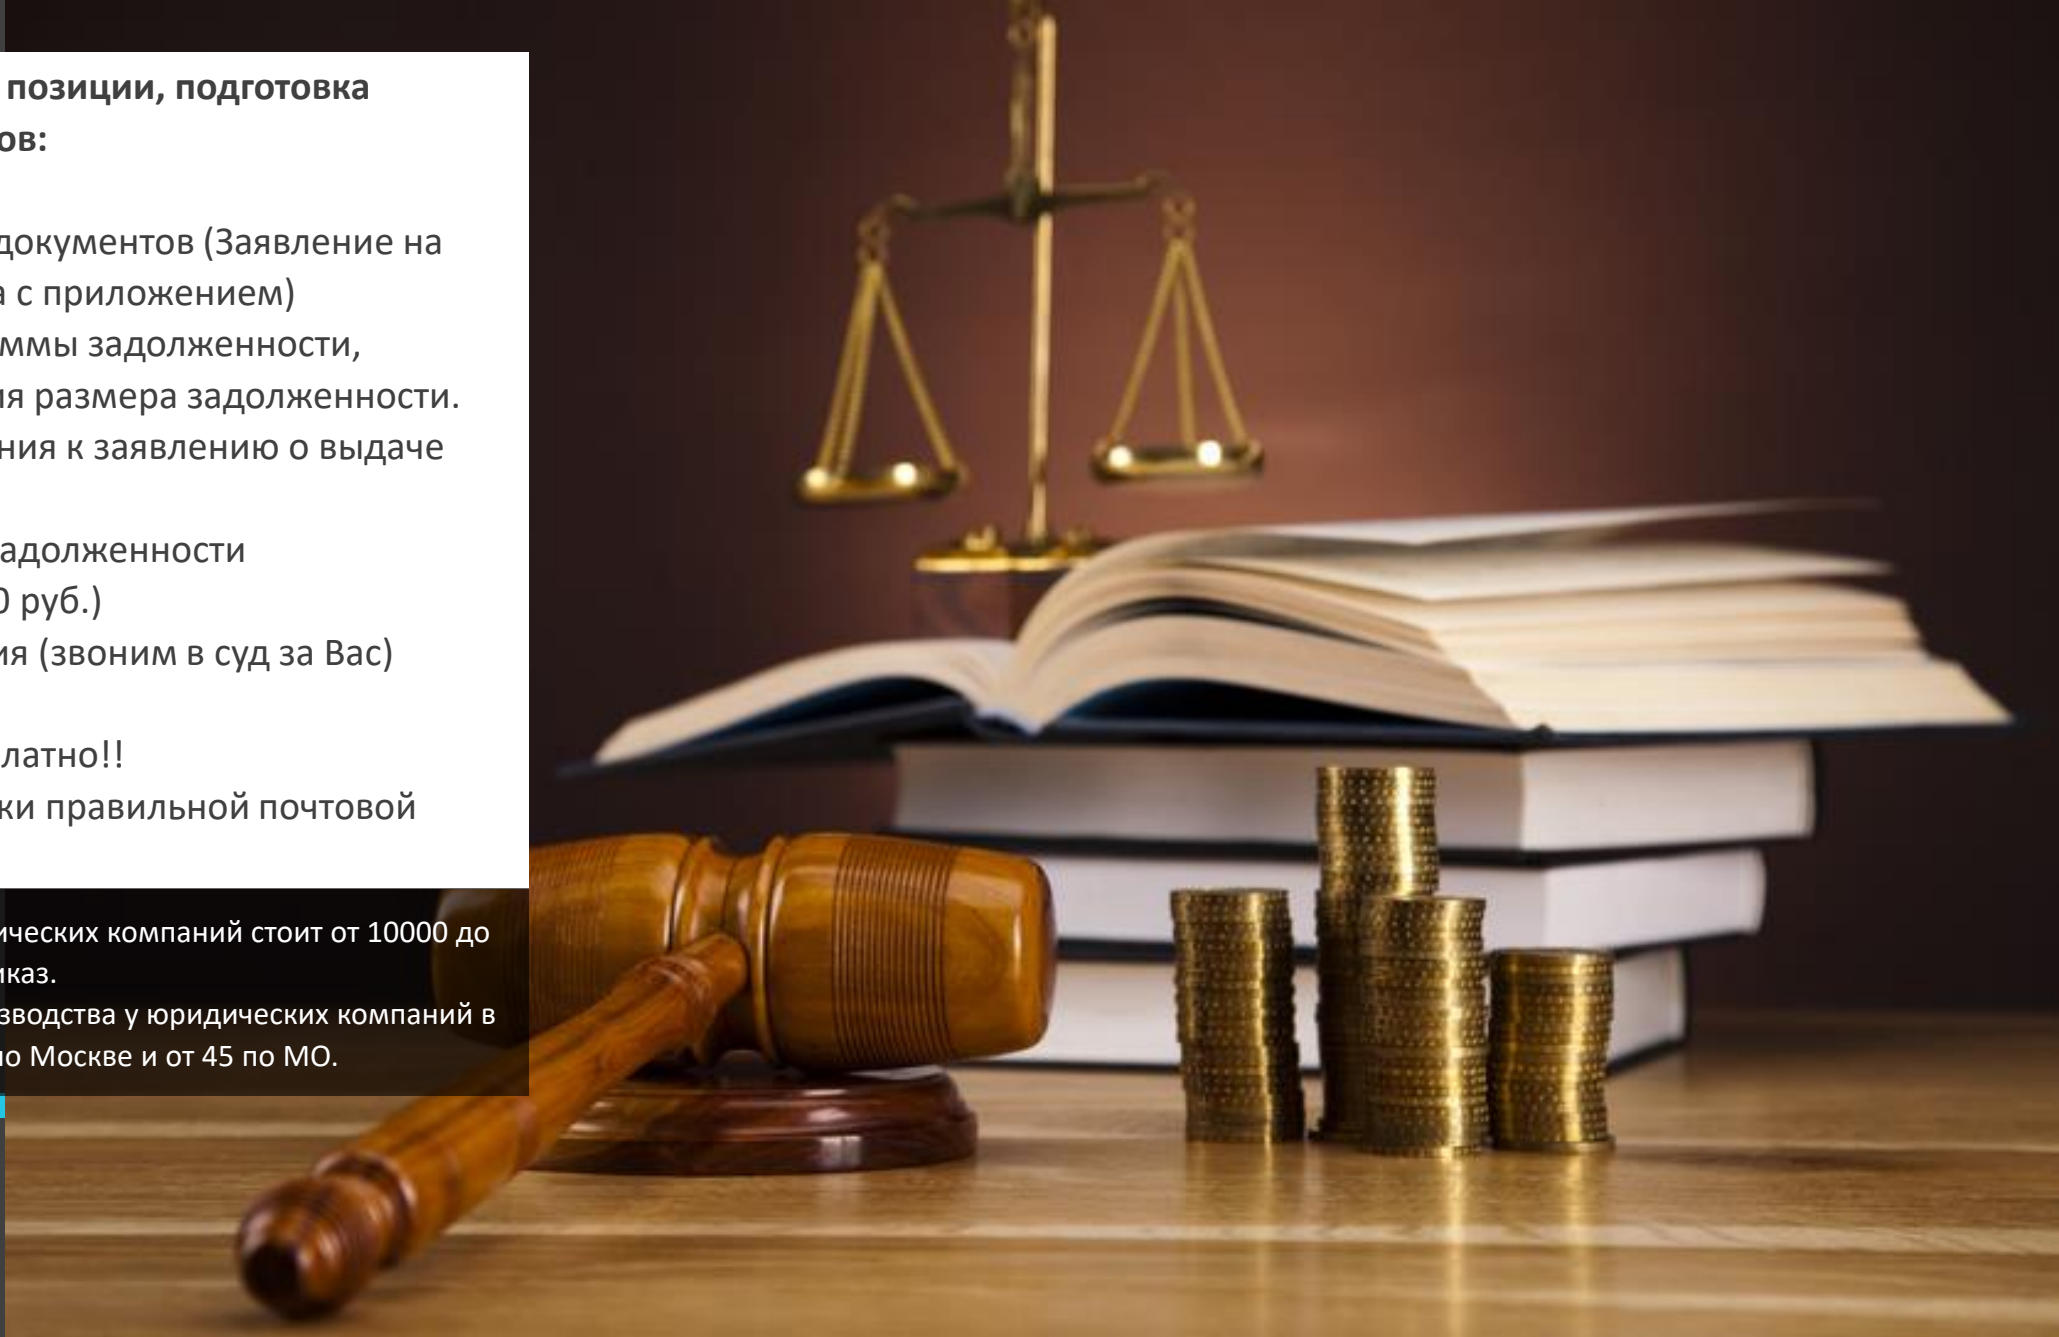 позиции, подготовка
ов:
документов (Заявление на
а с приложением)
ммы задолженности,
ия размера задолженности.
ния к заявлению о выдаче
адолженности
0 руб.)
ия (звоним в суд за Вас)
латно!!
ки правильной почтовой
ических компаний стоит от 10000 до
иказ.
зводства у юридических компаний в
по Москве и от 45 по МО.